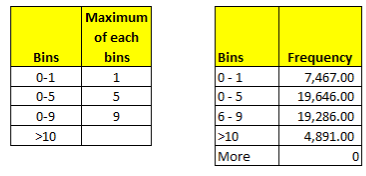 Bins Maximum of each bins
0-1 1
0-5 5
0-9 9
>10
Bins Frequency
0 - 1 7,467.00
0 - 5 19,646.00
6 - 9 19,286.00
>10 4,891.00
More 0